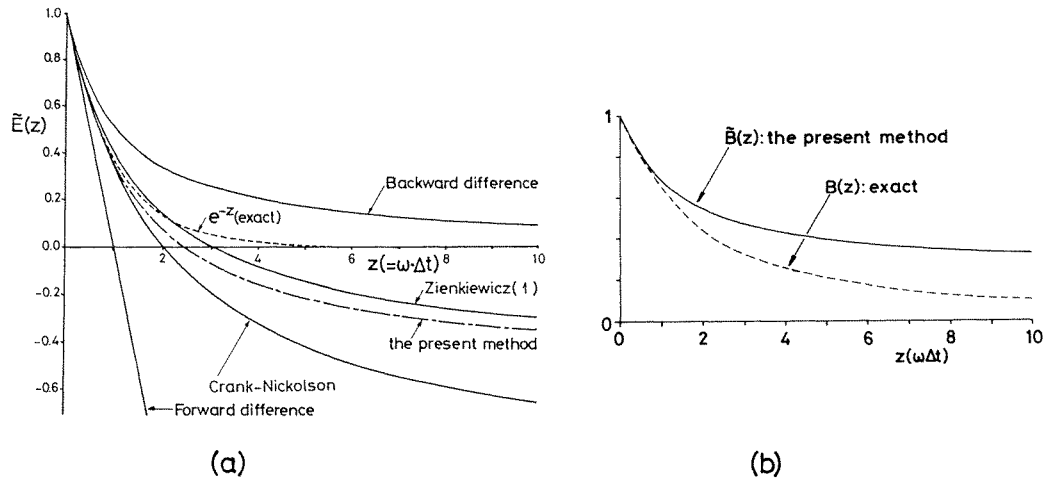 1.0
0.8
0.6
0.4
0.2
0.0
-0.2
-0.4
-0.6
Ẽ(z)
2
4
6
8
10
Backward difference
e⁻ᶻ(exact)
z(=ω·Δt)
Zienkiewicz(1)
the present method
Crank-Nickolson
Forward difference
(a)
1
0
B̃(z): the present method
B(z): exact
0
2
4
6
8
10
z(ωΔt)
(b)